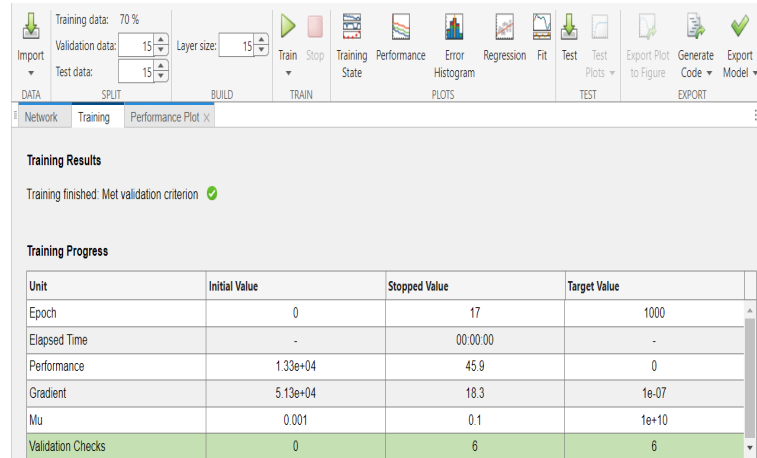 Training data: 70 %
Validation data: 15
Test data: 15
Layer size: 15
Import
Train
Stop
Training State
Performance
Error Histogram
Regression
Fit
Test
Test Plots
Export Plot to Figure
Generate Code
Export Model
DATA
SPLIT
BUILD
TRAIN
PLOTS
TEST
EXPORT
Network
Training
Performance Plot ×
Training Results
Training finished: Met validation criterion
Training Progress
Unit Initial Value Stopped Value Target Value
Epoch 0 17 1000
Elapsed Time - 00:00:00 -
Performance 1.33e+04 45.9 0
Gradient 5.13e+04 18.3 1e-07
Mu 0.001 0.1 1e+10
Validation Checks 0 6 6